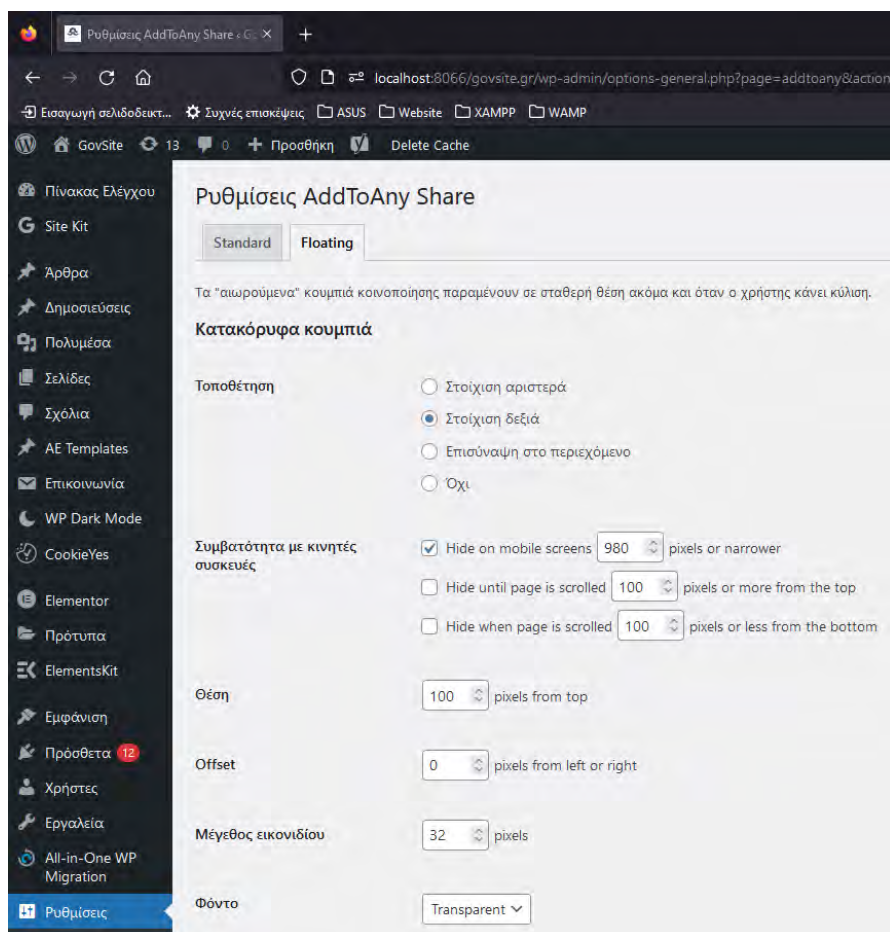 Ρυθμίσεις AddToAny Share ‹ G
localhost:8066/govsite.gr/wp-admin/options-general.php?page=addtoany&action
Εισαγωγή σελιδοδεικτ... Συχνές επισκέψεις ASUS Website XAMPP WAMP
GovSite 13 0 Προσθήκη Delete Cache
Πίνακας Ελέγχου
Site Kit
Άρθρα
Δημοσιεύσεις
Πολυμέσα
Σελίδες
Σχόλια
AE Templates
Επικοινωνία
WP Dark Mode
CookieYes
Elementor
Πρότυπα
ElementsKit
Εμφάνιση
Πρόσθετα 12
Χρήστες
Εργαλεία
All-in-One WP
Migration
Ρυθμίσεις
Ρυθμίσεις AddToAny Share
Standard Floating
Τα "αιωρούμενα" κουμπιά κοινοποίησης παραμένουν σε σταθερή θέση ακόμα και όταν ο χρήστης κάνει κύλιση.
Κατακόρυφα κουμπιά
Τοποθέτηση
Στοίχιση αριστερά
Στοίχιση δεξιά
Επισύναψη στο περιεχόμενο
Όχι
Συμβατότητα με κινητές
συσκευές
Hide on mobile screens 980 pixels or narrower
Hide until page is scrolled 100 pixels or more from the top
Hide when page is scrolled 100 pixels or less from the bottom
Θέση
100 pixels from top
Offset
0 pixels from left or right
Μέγεθος εικονιδίου
32 pixels
Φόντο
Transparent